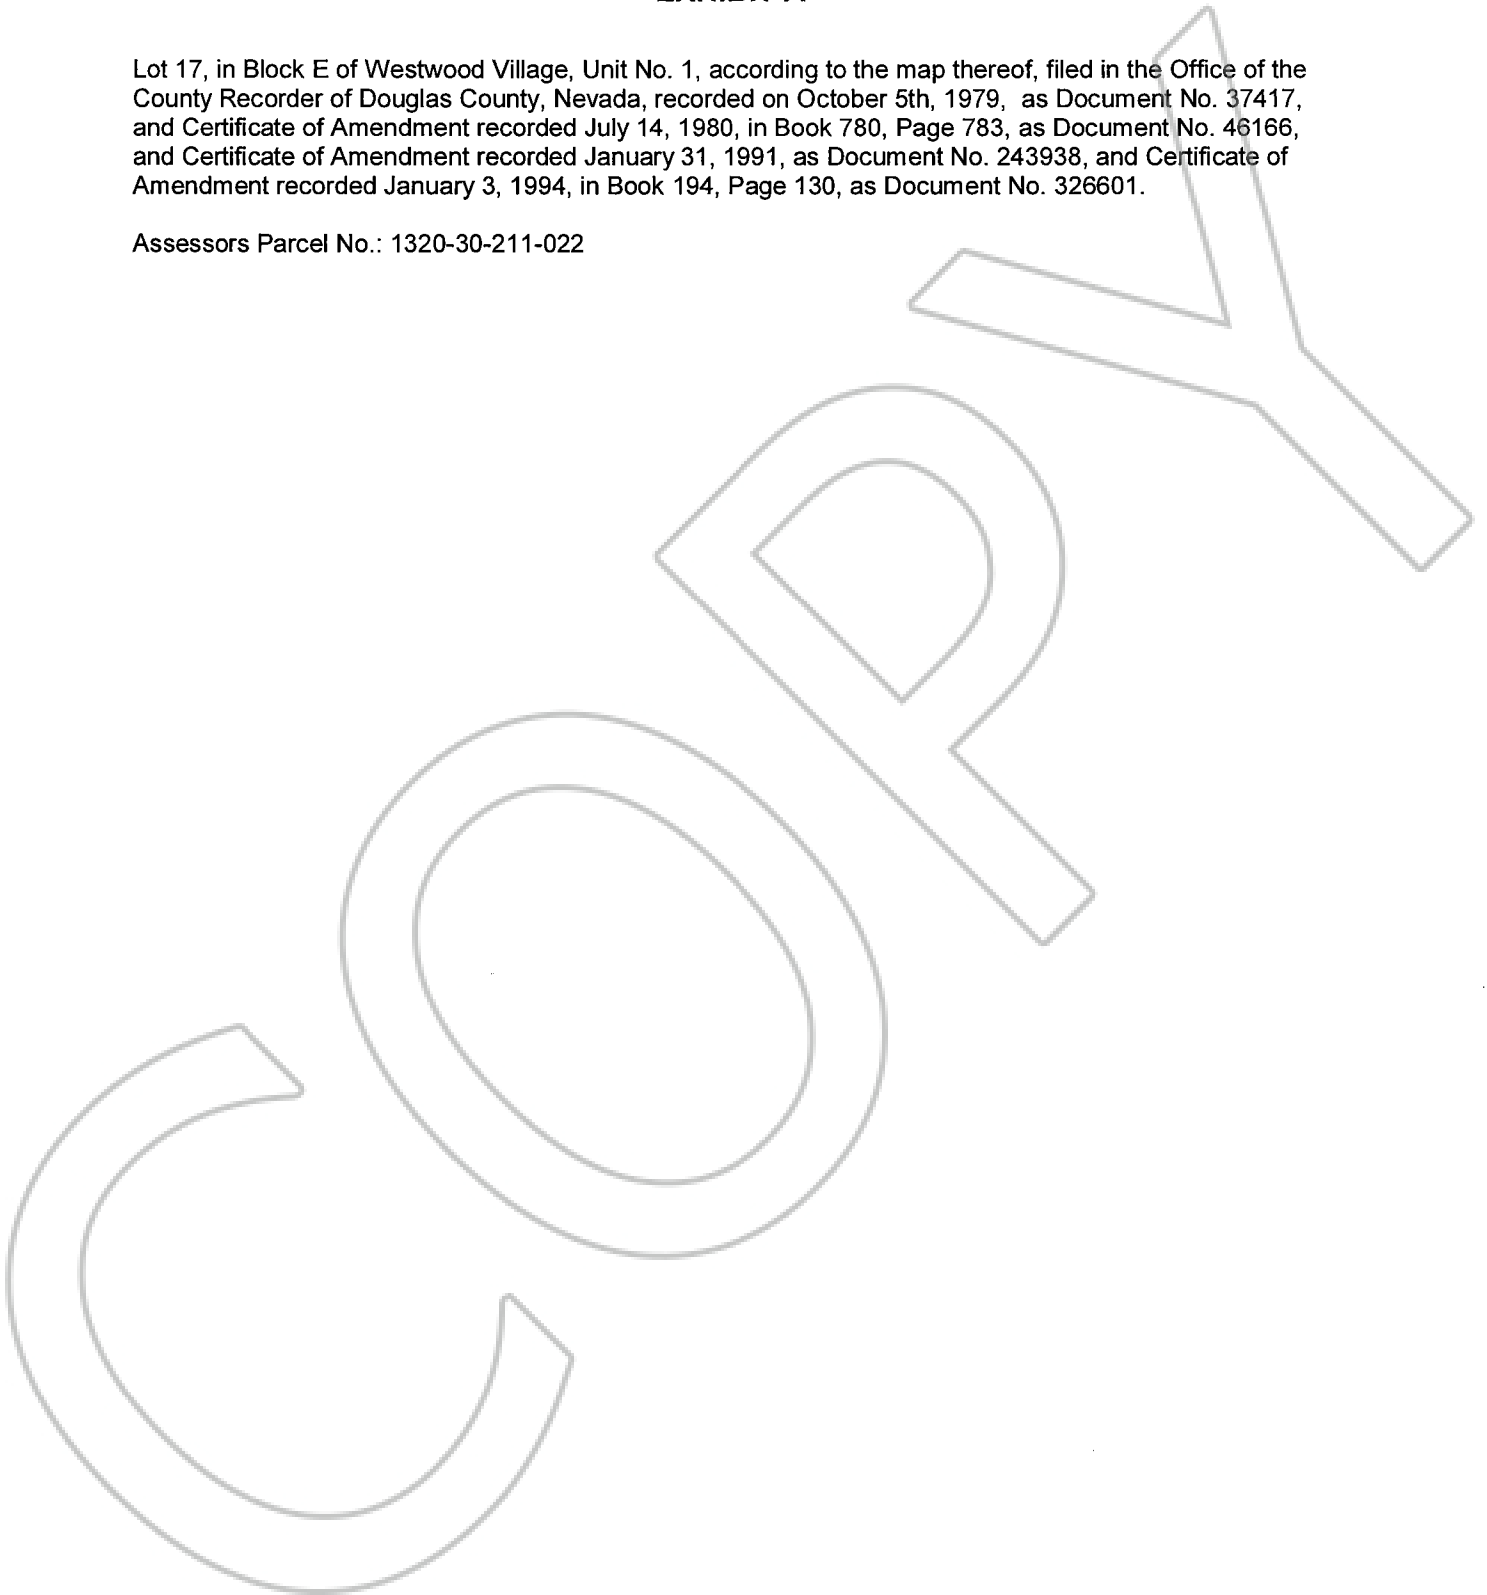 Lot 17, in Block E of Westwood Village, Unit No. 1, according to the map thereof, filed in the Office of the
County Recorder of Douglas County, Nevada, recorded on October 5th, 1979, as Document No. 37417,
and Certificate of Amendment recorded July 14, 1980, in Book 780, Page 783, as Document No. 46166,
and Certificate of Amendment recorded January 31, 1991, as Document No. 243938, and Certificate of
Amendment recorded January 3, 1994, in Book 194, Page 130, as Document No. 326601.
Assessors Parcel No.: 1320-30-211-022
COPY